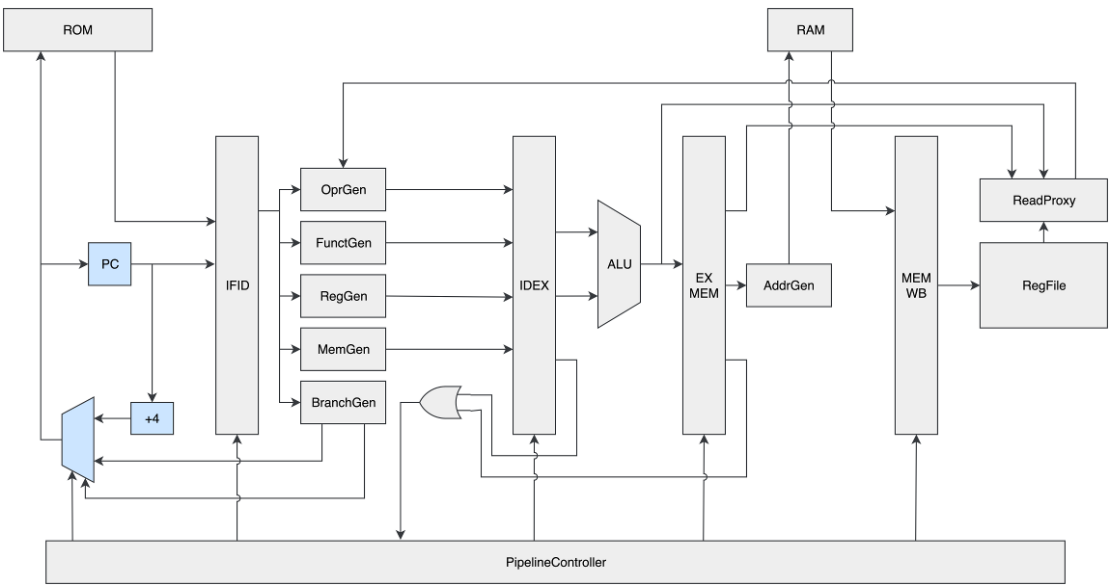 ROM
RAM
OprGen
ReadProxy
FunctGen
PC
IFID
RegGen
IDEX
ALU
EX
MEM
AddrGen
MEM
WB
RegFile
MemGen
BranchGen
+4
PipelineController